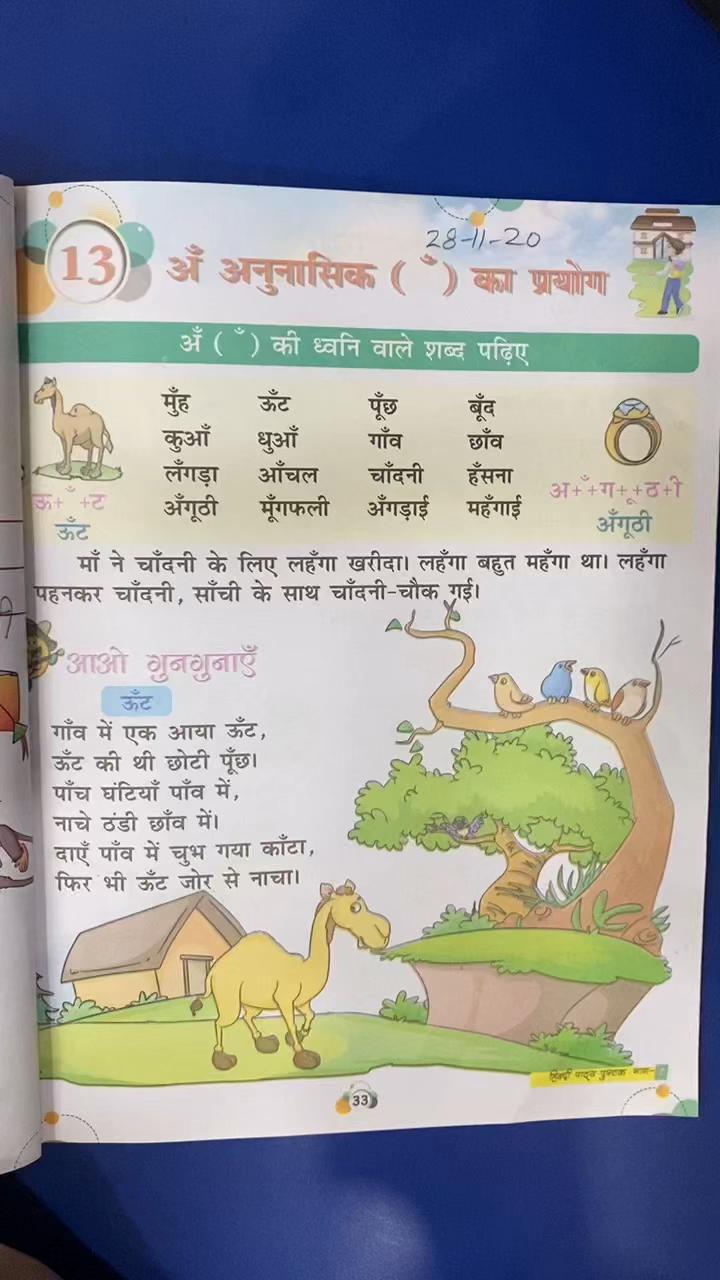 28-11-20
13 अँ अनुनासिक ( ँ ) का प्रयोग
अँ ( ँ ) की ध्वनि वाले शब्द पढ़िए
मुँह ऊँट पूँछ बूँद
कुआँ धुआँ गाँव छाँव
लँगड़ा आँचल चाँदनी हँसना
अँगूठी मूँगफली अँगड़ाई महँगाई
ऊ+ ँ +ट
ऊँट
अ+ ँ +ग+ ू +ठ+ी
अँगूठी
माँ ने चाँदनी के लिए लहँगा खरीदा। लहँगा बहुत महँगा था। लहँगा
पहनकर चाँदनी, साँची के साथ चाँदनी-चौक गई।
आओ गुनगुनाएँ
ऊँट
गाँव में एक आया ऊँट,
ऊँट की थी छोटी पूँछ।
पाँच घंटियाँ पाँव में,
नाचे ठंडी छाँव में।
दाएँ पाँव में चुभ गया काँटा,
फिर भी ऊँट जोर से नाचा।
हिन्दी पाठ्य पुस्तक भाग-
33